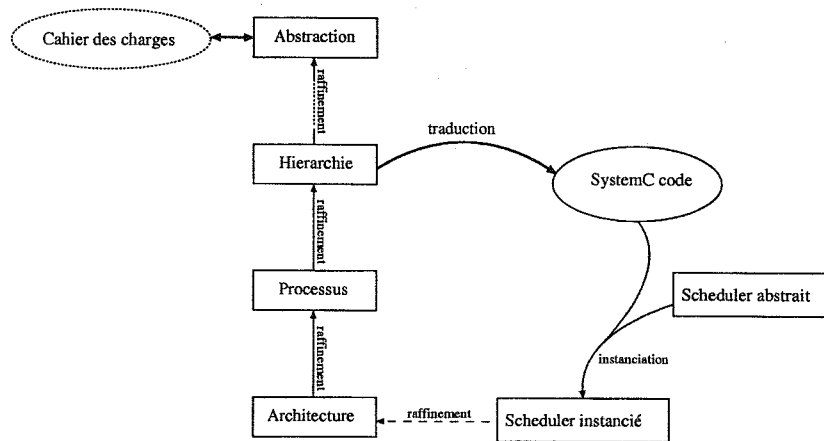 Cahier des charges
Abstraction
raffinement
traduction
Hierarchie
SystemC code
raffinement
Processus
Scheduler abstrait
raffinement
instanciation
Architecture
raffinement
Scheduler instancié